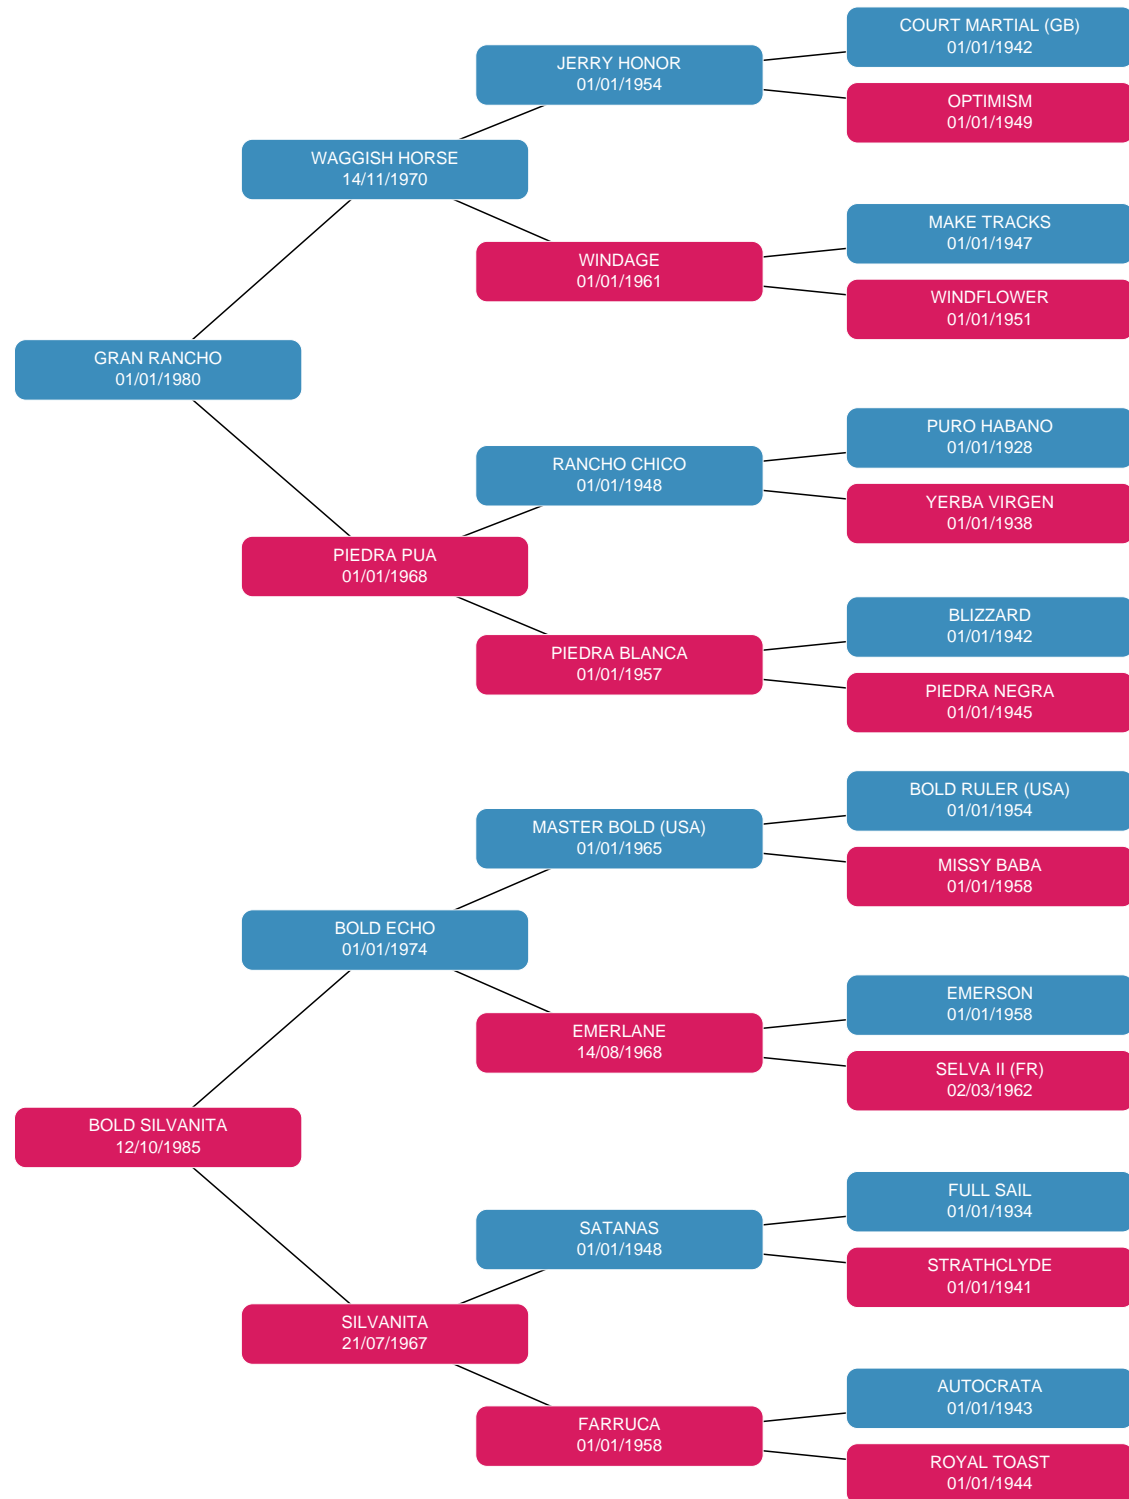 COURT MARTIAL (GB)
01/01/1942
JERRY HONOR
01/01/1954
OPTIMISM
01/01/1949
WAGGISH HORSE
14/11/1970
MAKE TRACKS
01/01/1947
WINDAGE
01/01/1961
WINDFLOWER
01/01/1951
GRAN RANCHO
01/01/1980
PURO HABANO
01/01/1928
RANCHO CHICO
01/01/1948
YERBA VIRGEN
01/01/1938
PIEDRA PUA
01/01/1968
BLIZZARD
01/01/1942
PIEDRA BLANCA
01/01/1957
PIEDRA NEGRA
01/01/1945
BOLD RULER (USA)
01/01/1954
MASTER BOLD (USA)
01/01/1965
MISSY BABA
01/01/1958
BOLD ECHO
01/01/1974
EMERSON
01/01/1958
EMERLANE
14/08/1968
SELVA II (FR)
02/03/1962
BOLD SILVANITA
12/10/1985
FULL SAIL
01/01/1934
SATANAS
01/01/1948
STRATHCLYDE
01/01/1941
SILVANITA
21/07/1967
AUTOCRATA
01/01/1943
FARRUCA
01/01/1958
ROYAL TOAST
01/01/1944